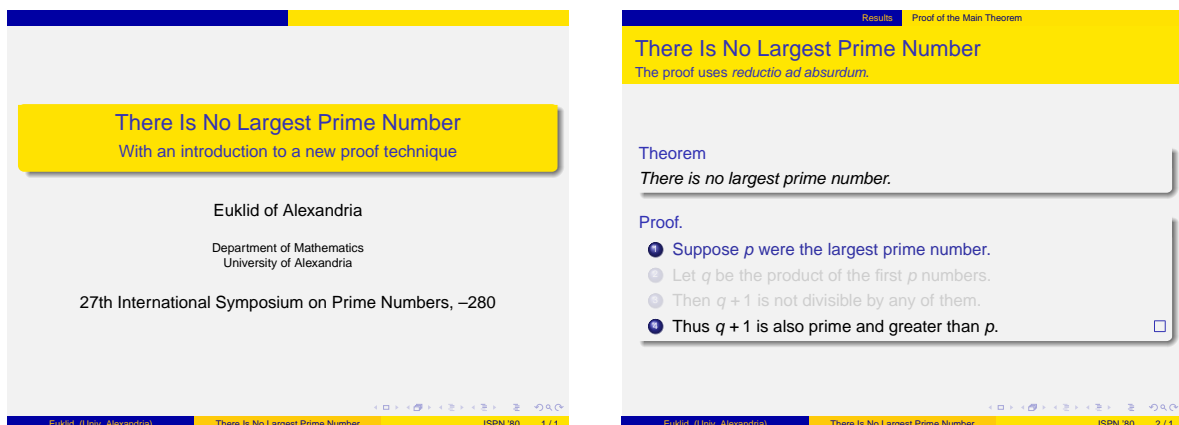 There Is No Largest Prime Number
With an introduction to a new proof technique
Euklid of Alexandria
Department of Mathematics
University of Alexandria
27th International Symposium on Prime Numbers, –280
Euklid (Univ. Alexandria) There Is No Largest Prime Number ISPN '80 1 / 1
Results Proof of the Main Theorem
There Is No Largest Prime Number
The proof uses reductio ad absurdum.
Theorem
There is no largest prime number.
Proof.
1 Suppose p were the largest prime number.
2 Let q be the product of the first p numbers.
3 Then q + 1 is not divisible by any of them.
4 Thus q + 1 is also prime and greater than p.
Euklid (Univ. Alexandria) There Is No Largest Prime Number ISPN '80 2 / 1